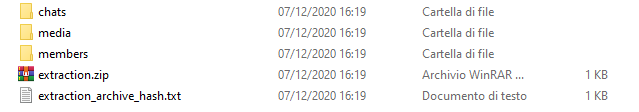 chats 07/12/2020 16:19 Cartella di file
media 07/12/2020 16:19 Cartella di file
members 07/12/2020 16:19 Cartella di file
extraction.zip 07/12/2020 16:19 Archivio WinRAR ... 1 KB
extraction_archive_hash.txt 07/12/2020 16:19 Documento di testo 1 KB